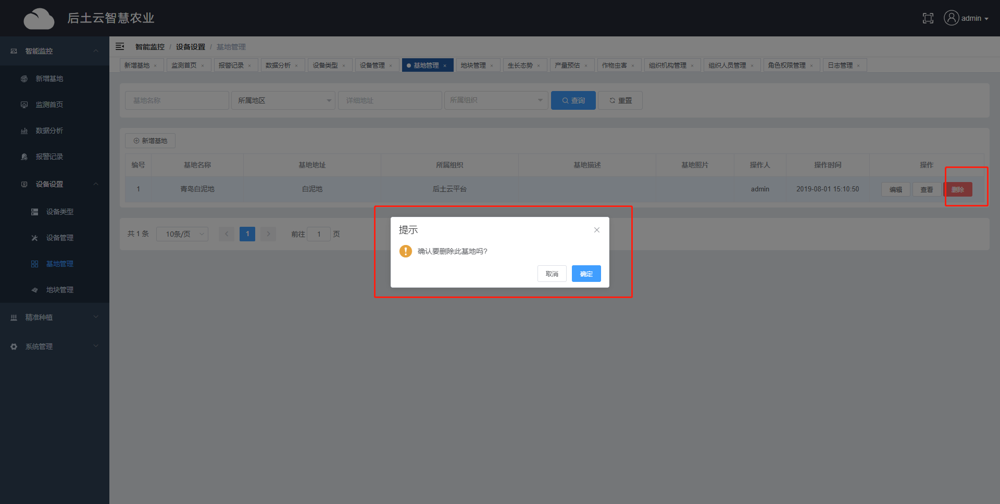 后土云智慧农业
admin
智能监控
新增基地
监测首页
数据分析
报警记录
设备设置
设备类型
设备管理
基地管理
地块管理
精准种植
系统管理
智能监控 / 设备设置 / 基地管理
新增基地 × 监测首页 × 报警记录 × 数据分析 × 设备类型 × 设备管理 × 基地管理 × 地块管理 × 生长态势 × 产量预估 × 作物虫害 × 组织机构管理 × 组织人员管理 × 角色权限管理 × 日志管理 ×
基地名称 所属地区 详细地址 所属组织 查询 重置
新增基地
编号 基地名称 基地地址 所属组织 基地描述 基地照片 操作人 操作时间 操作
1 青岛白泥地 白泥地 后土云平台 admin 2019-08-01 15:10:50 编辑 查看 删除
共 1 条 10条/页 1 前往 1 页
提示
确认要删除此基地吗?
取消 确定